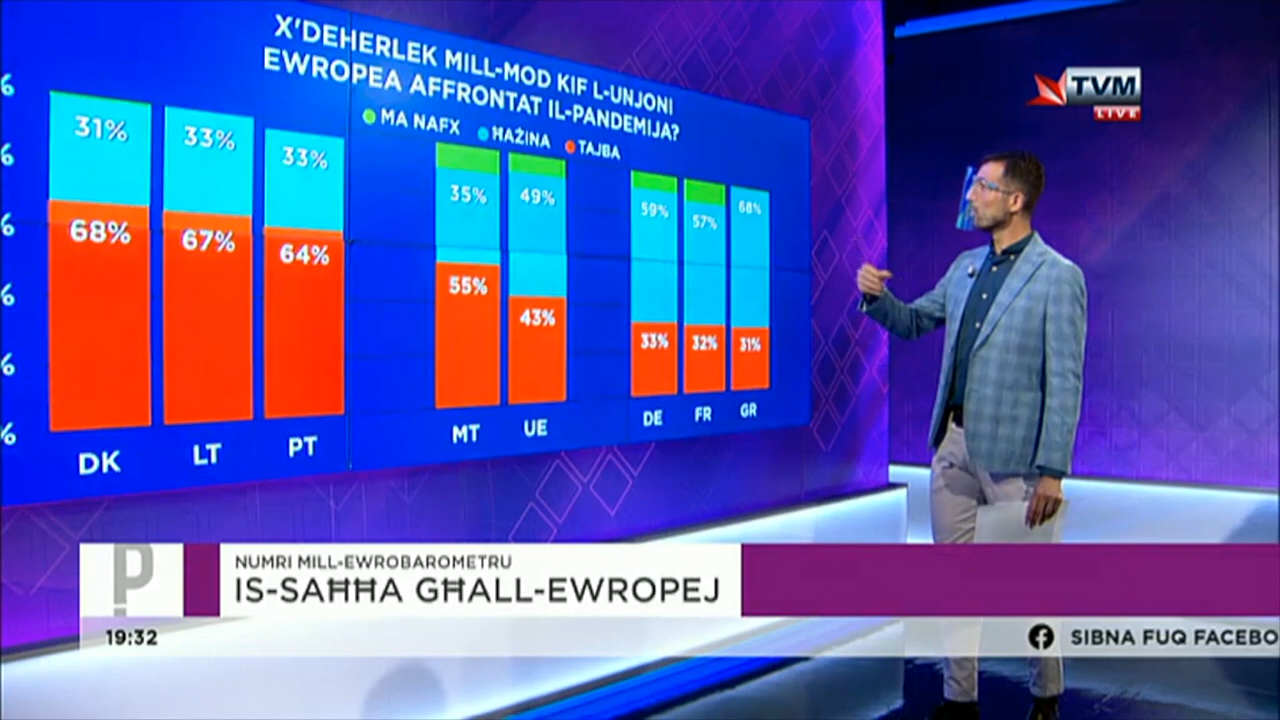 X'DEHERLEK MILL-MOD KIF L-UNJONI
EWROPEA AFFRONTAT IL-PANDEMIJA?
MA NAFX ĦAŻINA TAJBA
31% 33% 33% 35% 49% 59% 57% 68%
68% 67% 64% 55% 43% 33% 32% 31%
DK LT PT MT UE DE FR GR
TVM
LIVE
P
NUMRI MILL-EWROBAROMETRU
IS-SAĦĦA GĦALL-EWROPEJ
19:32
SIBNA FUQ FACEBO